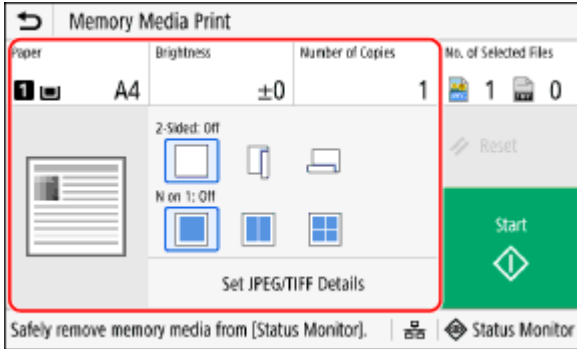 Memory Media Print
Paper Brightness Number of Copies No. of Selected Files
1 A4 ±0 1 1 0
2-Sided: Off
Reset
N on 1: Off
Start
Set JPEG/TIFF Details
Safely remove memory media from [Status Monitor]. Status Monitor